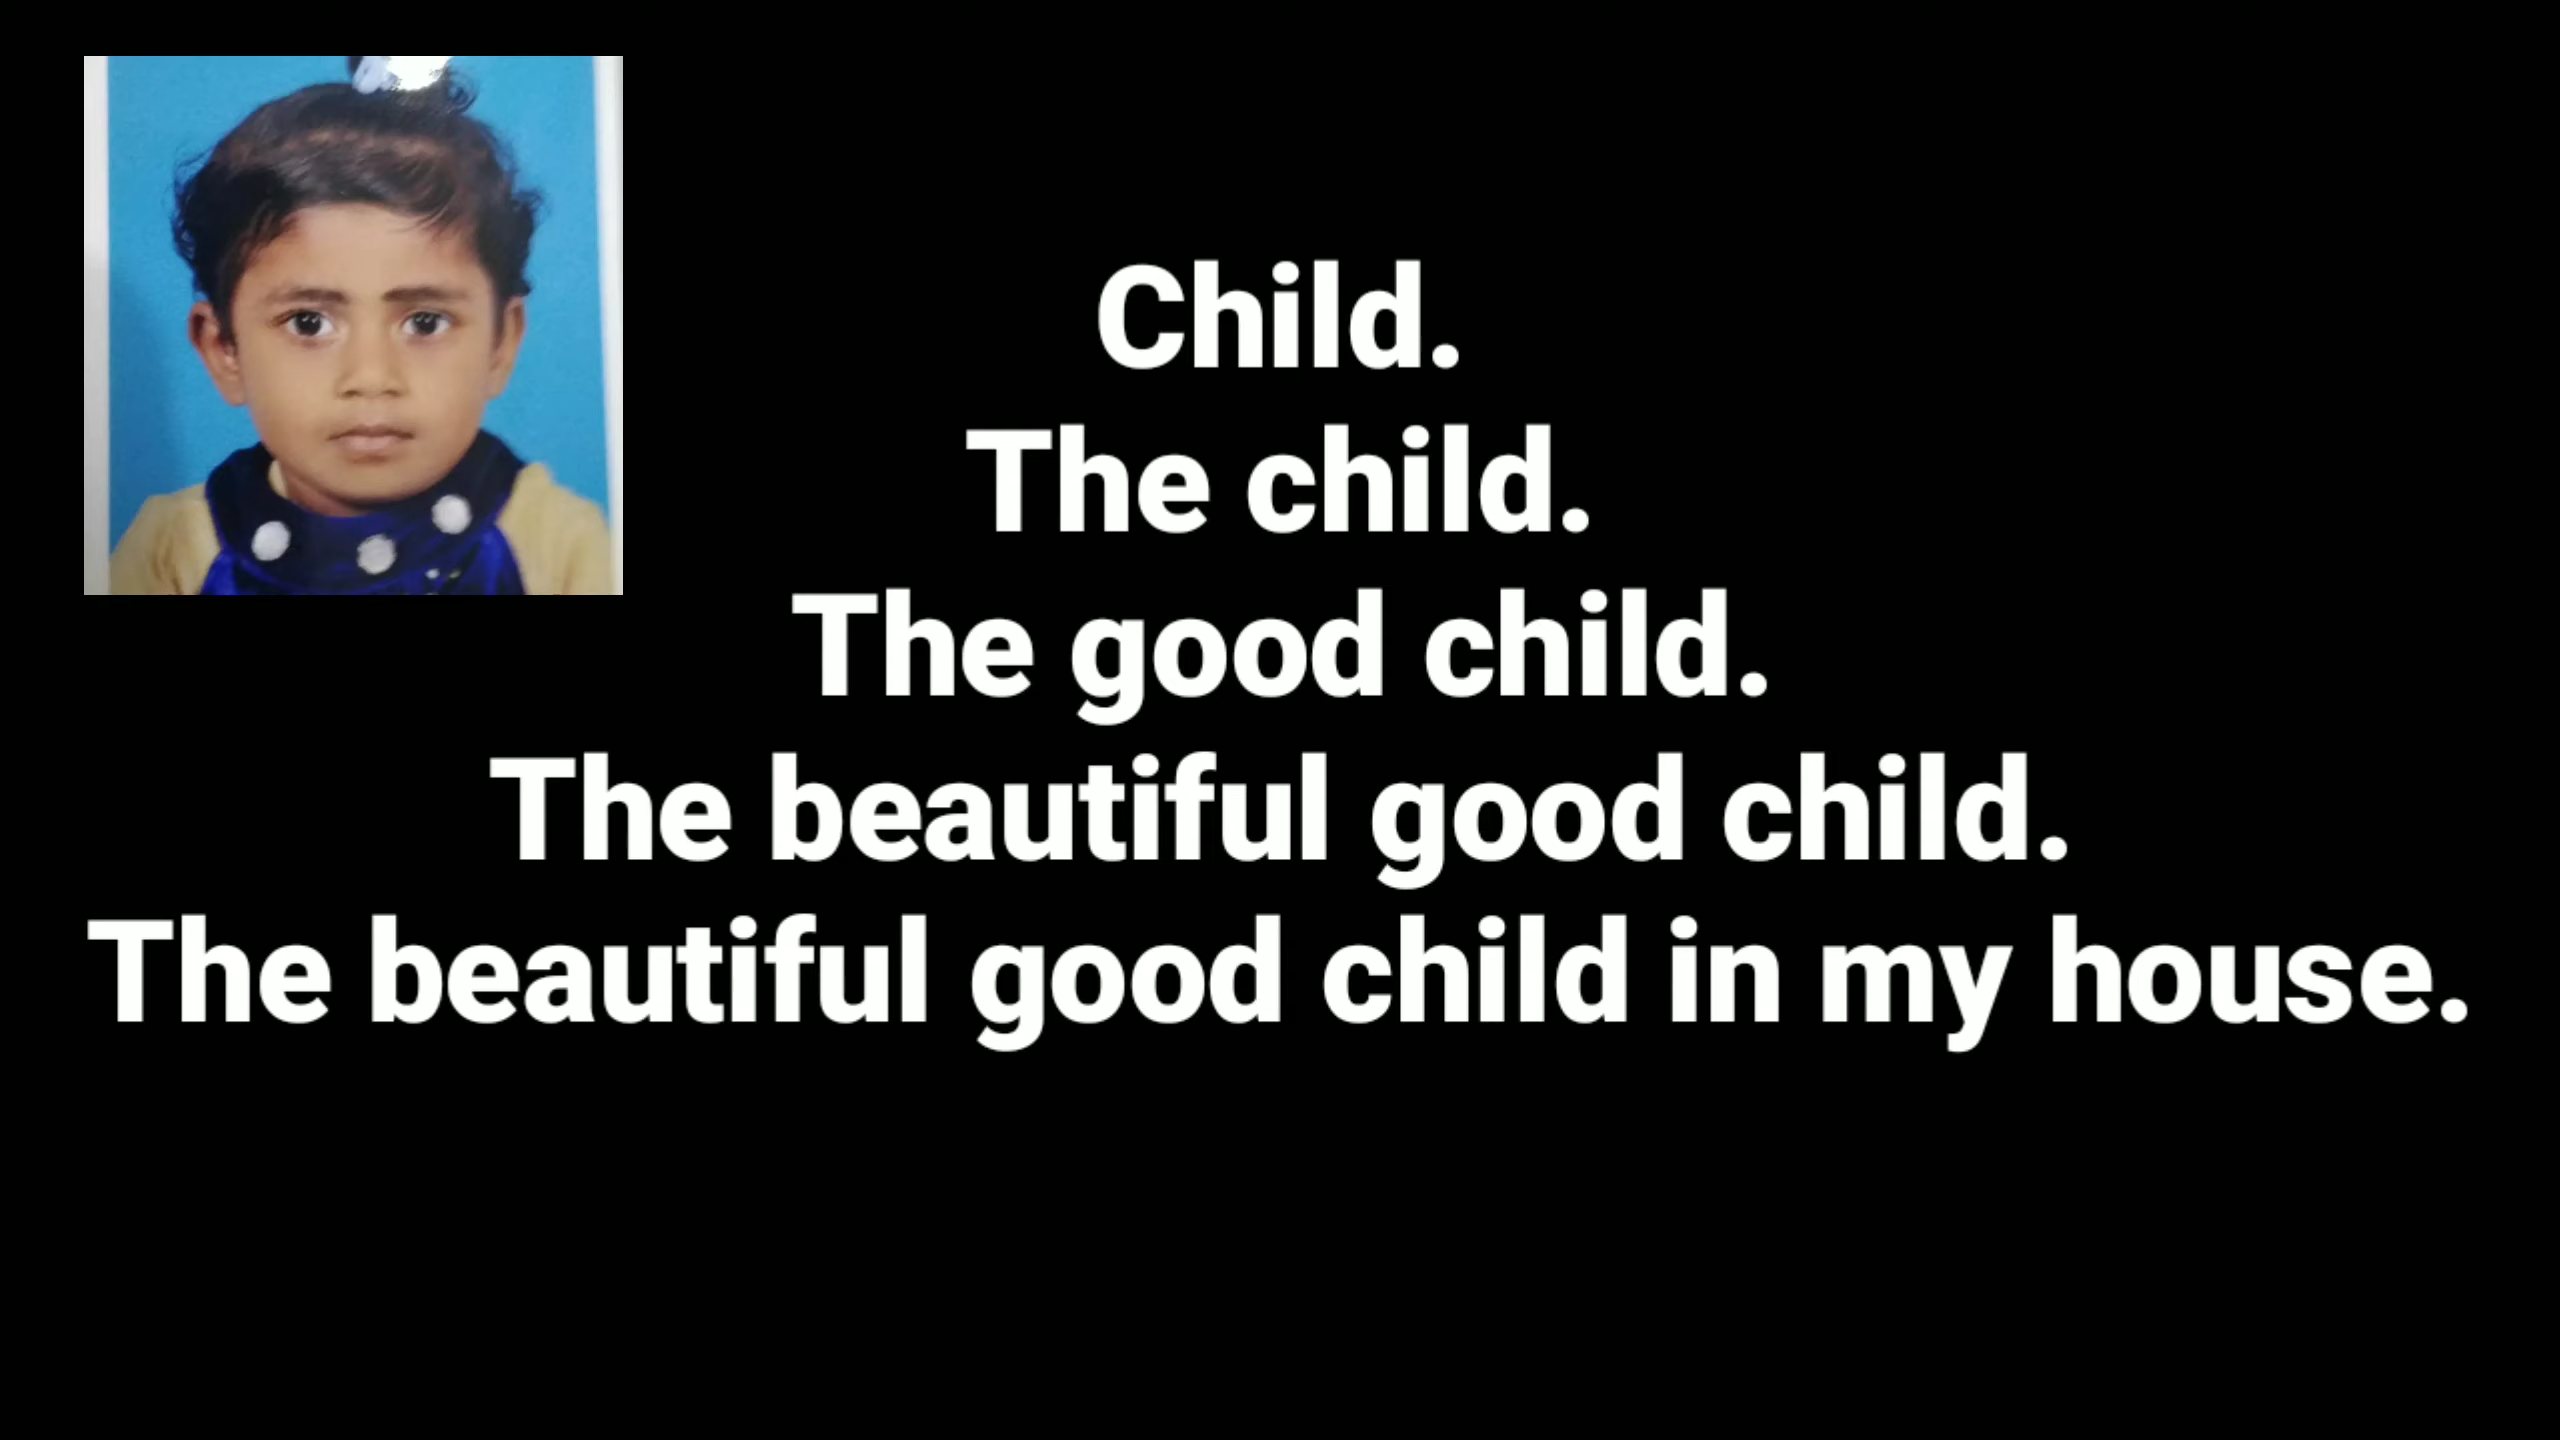 Child.
The child.
The good child.
The beautiful good child.
The beautiful good child in my house.